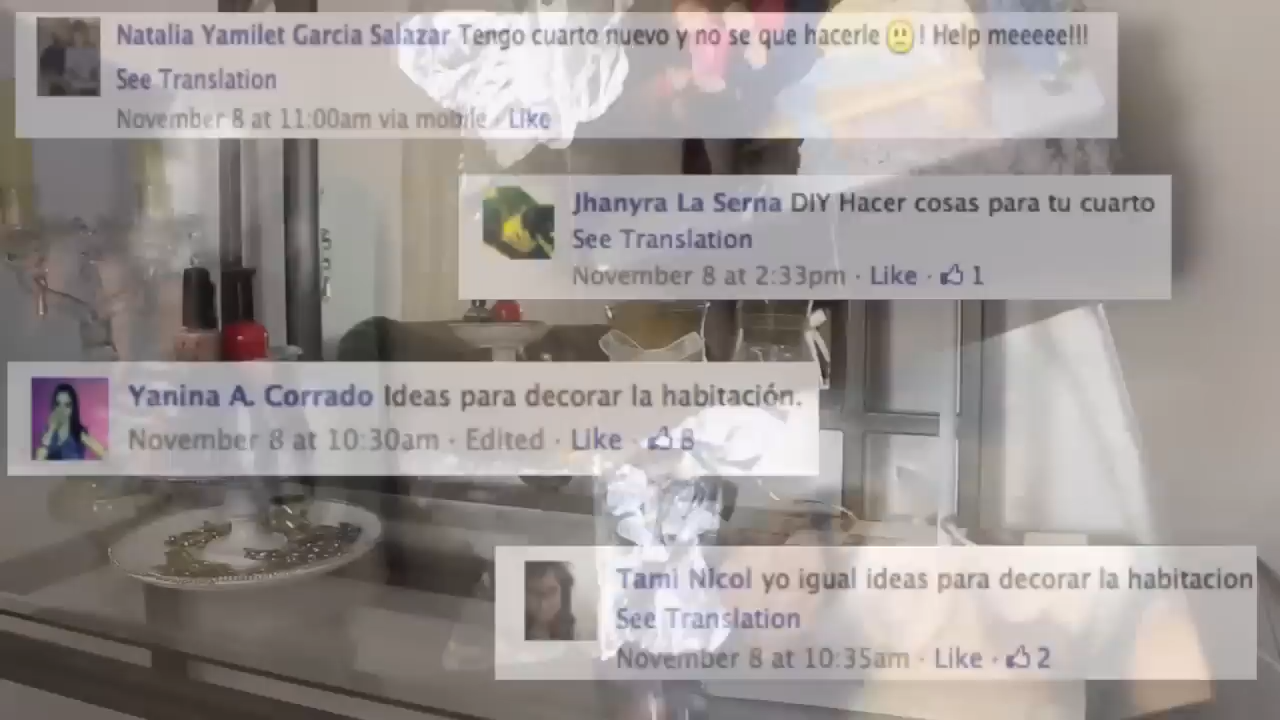 Natalia Yamilet Garcia Salazar Tengo cuarto nuevo y no se que hacerle ! Help meeeee!!!
See Translation
November 8 at 11:00am via mobile · Like
Jhanyra La Serna DIY Hacer cosas para tu cuarto
See Translation
November 8 at 2:33pm · Like · 1
Yanina A. Corrado Ideas para decorar la habitación.
November 8 at 10:30am · Edited · Like · 8
Tami Nicol yo igual ideas para decorar la habitacion
See Translation
November 8 at 10:35am · Like · 2